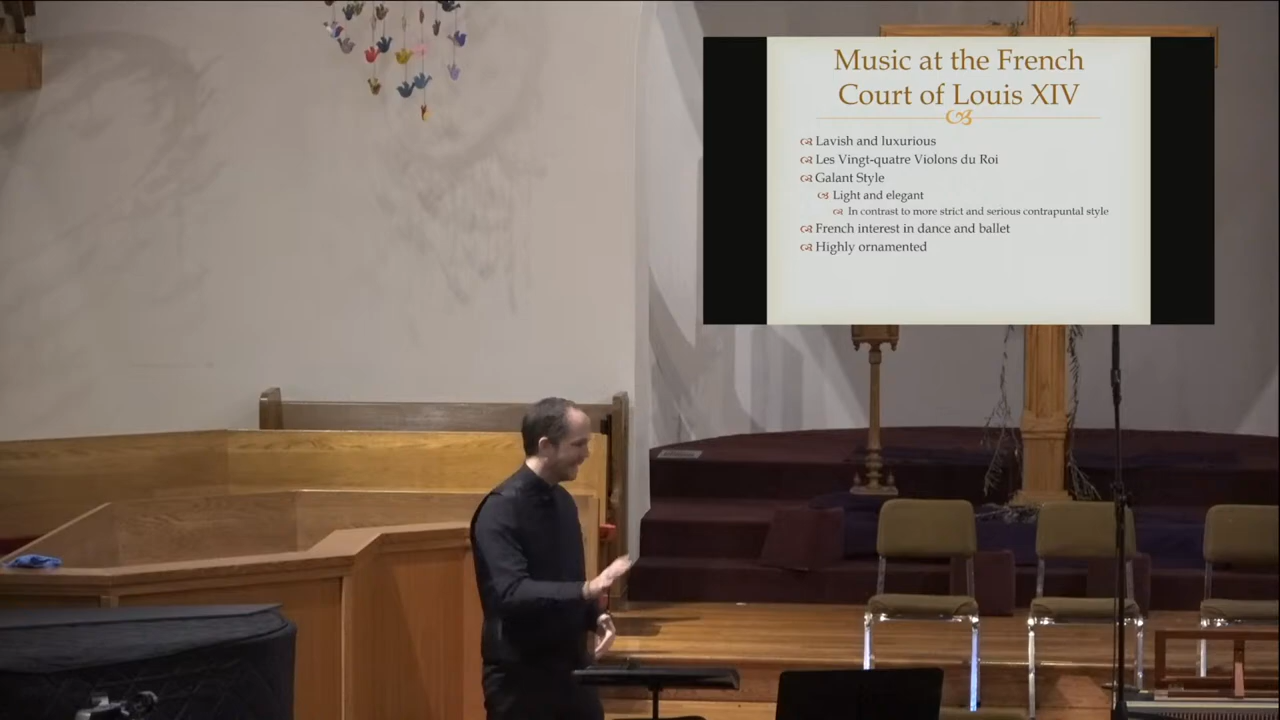 Music at the French
Court of Louis XIV
Lavish and luxurious
Les Vingt-quatre Violons du Roi
Galant Style
Light and elegant
In contrast to more strict and serious contrapuntal style
French interest in dance and ballet
Highly ornamented